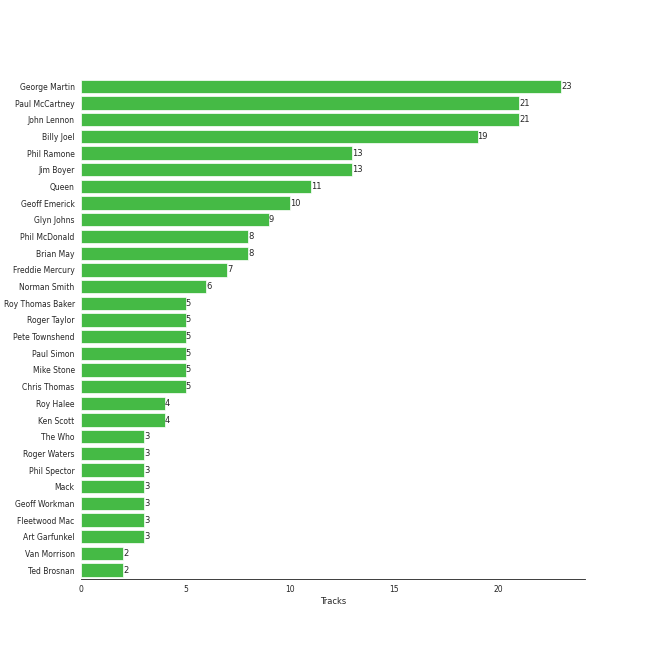 George Martin 23
Paul McCartney 21
John Lennon 21
Billy Joel 19
Phil Ramone 13
Jim Boyer 13
Queen 11
Geoff Emerick 10
Glyn Johns 9
Phil McDonald 8
Brian May 8
Freddie Mercury 7
Norman Smith 6
Roy Thomas Baker 5
Roger Taylor 5
Pete Townshend 5
Paul Simon 5
Mike Stone 5
Chris Thomas 5
Roy Halee 4
Ken Scott 4
The Who 3
Roger Waters 3
Phil Spector 3
Mack 3
Geoff Workman 3
Fleetwood Mac 3
Art Garfunkel 3
Van Morrison 2
Ted Brosnan 2
0 5 10 15 20
Tracks